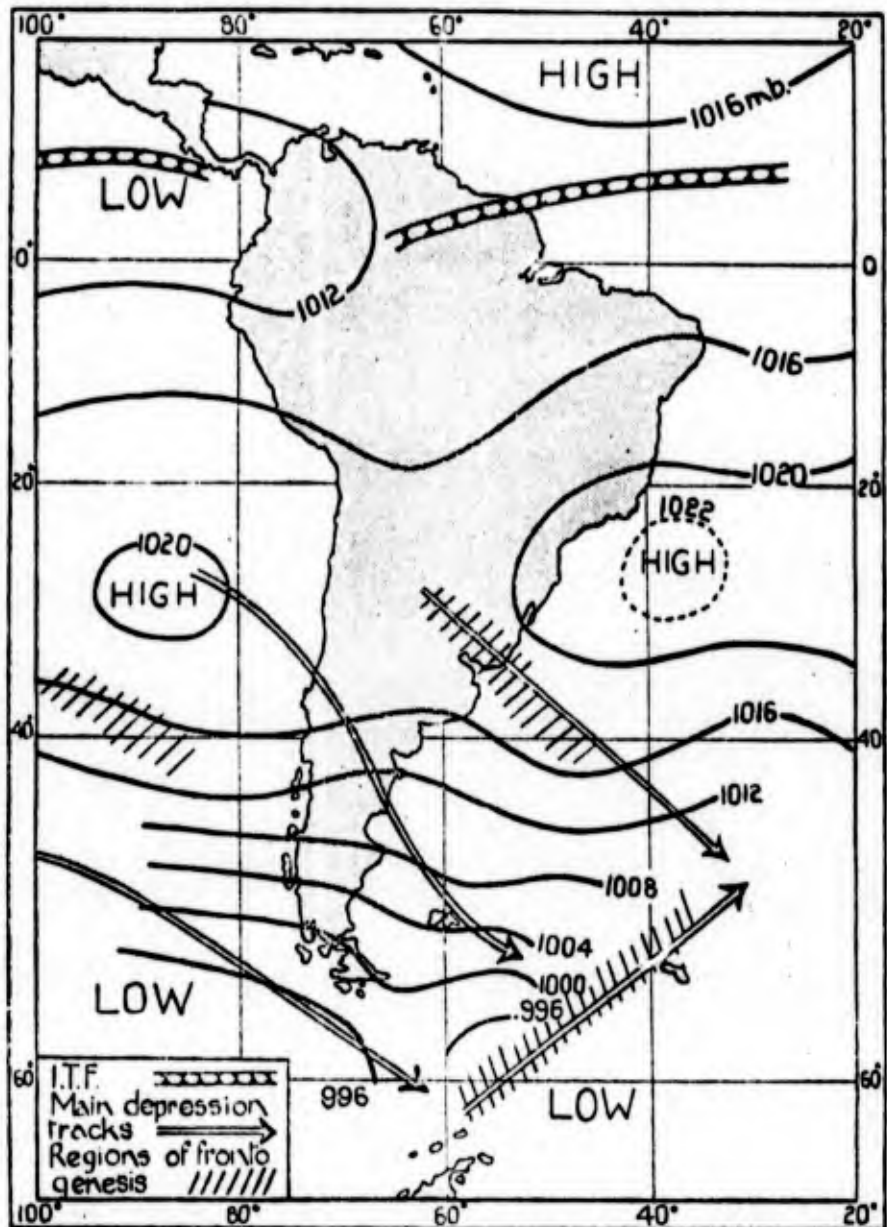 100° 80° 60° 40° 20°
HIGH
1016mb.
LOW
0° 0°
1012
1016
20° 1020 20°
1022
HIGH
1020
HIGH
40° 1016 40°
1012
1008
1004
1000
LOW
.996
60° 996 LOW 60°
I.T.F.
Main depression
tracks
Regions of fronto
genesis
100° 80° 60° 40° 20°